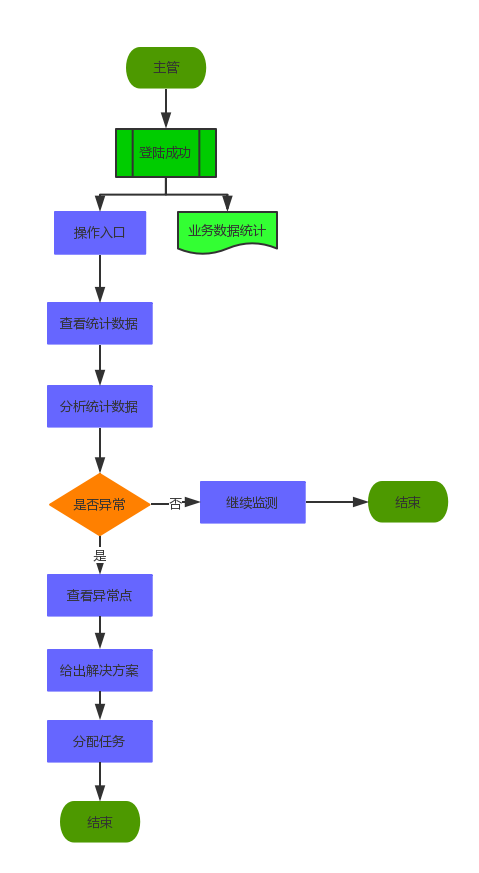 主管
登陆成功
操作入口
业务数据统计
查看统计数据
分析统计数据
是否异常
否
继续监测
结束
是
查看异常点
给出解决方案
分配任务
结束